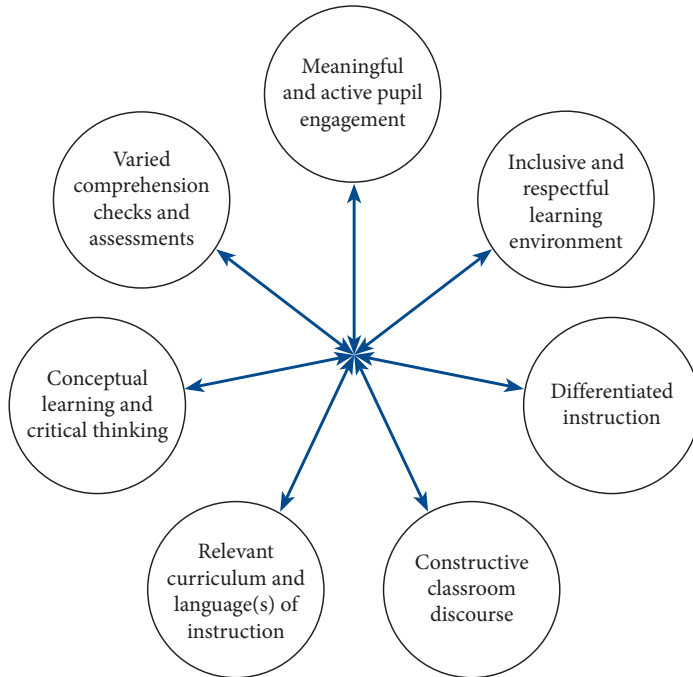 Meaningful
and active pupil
engagement
Inclusive and
respectful
learning
environment
Differentiated
instruction
Constructive
classroom
discourse
Relevant
curriculum and
language(s) of
instruction
Conceptual
learning and
critical thinking
Varied
comprehension
checks and
assessments